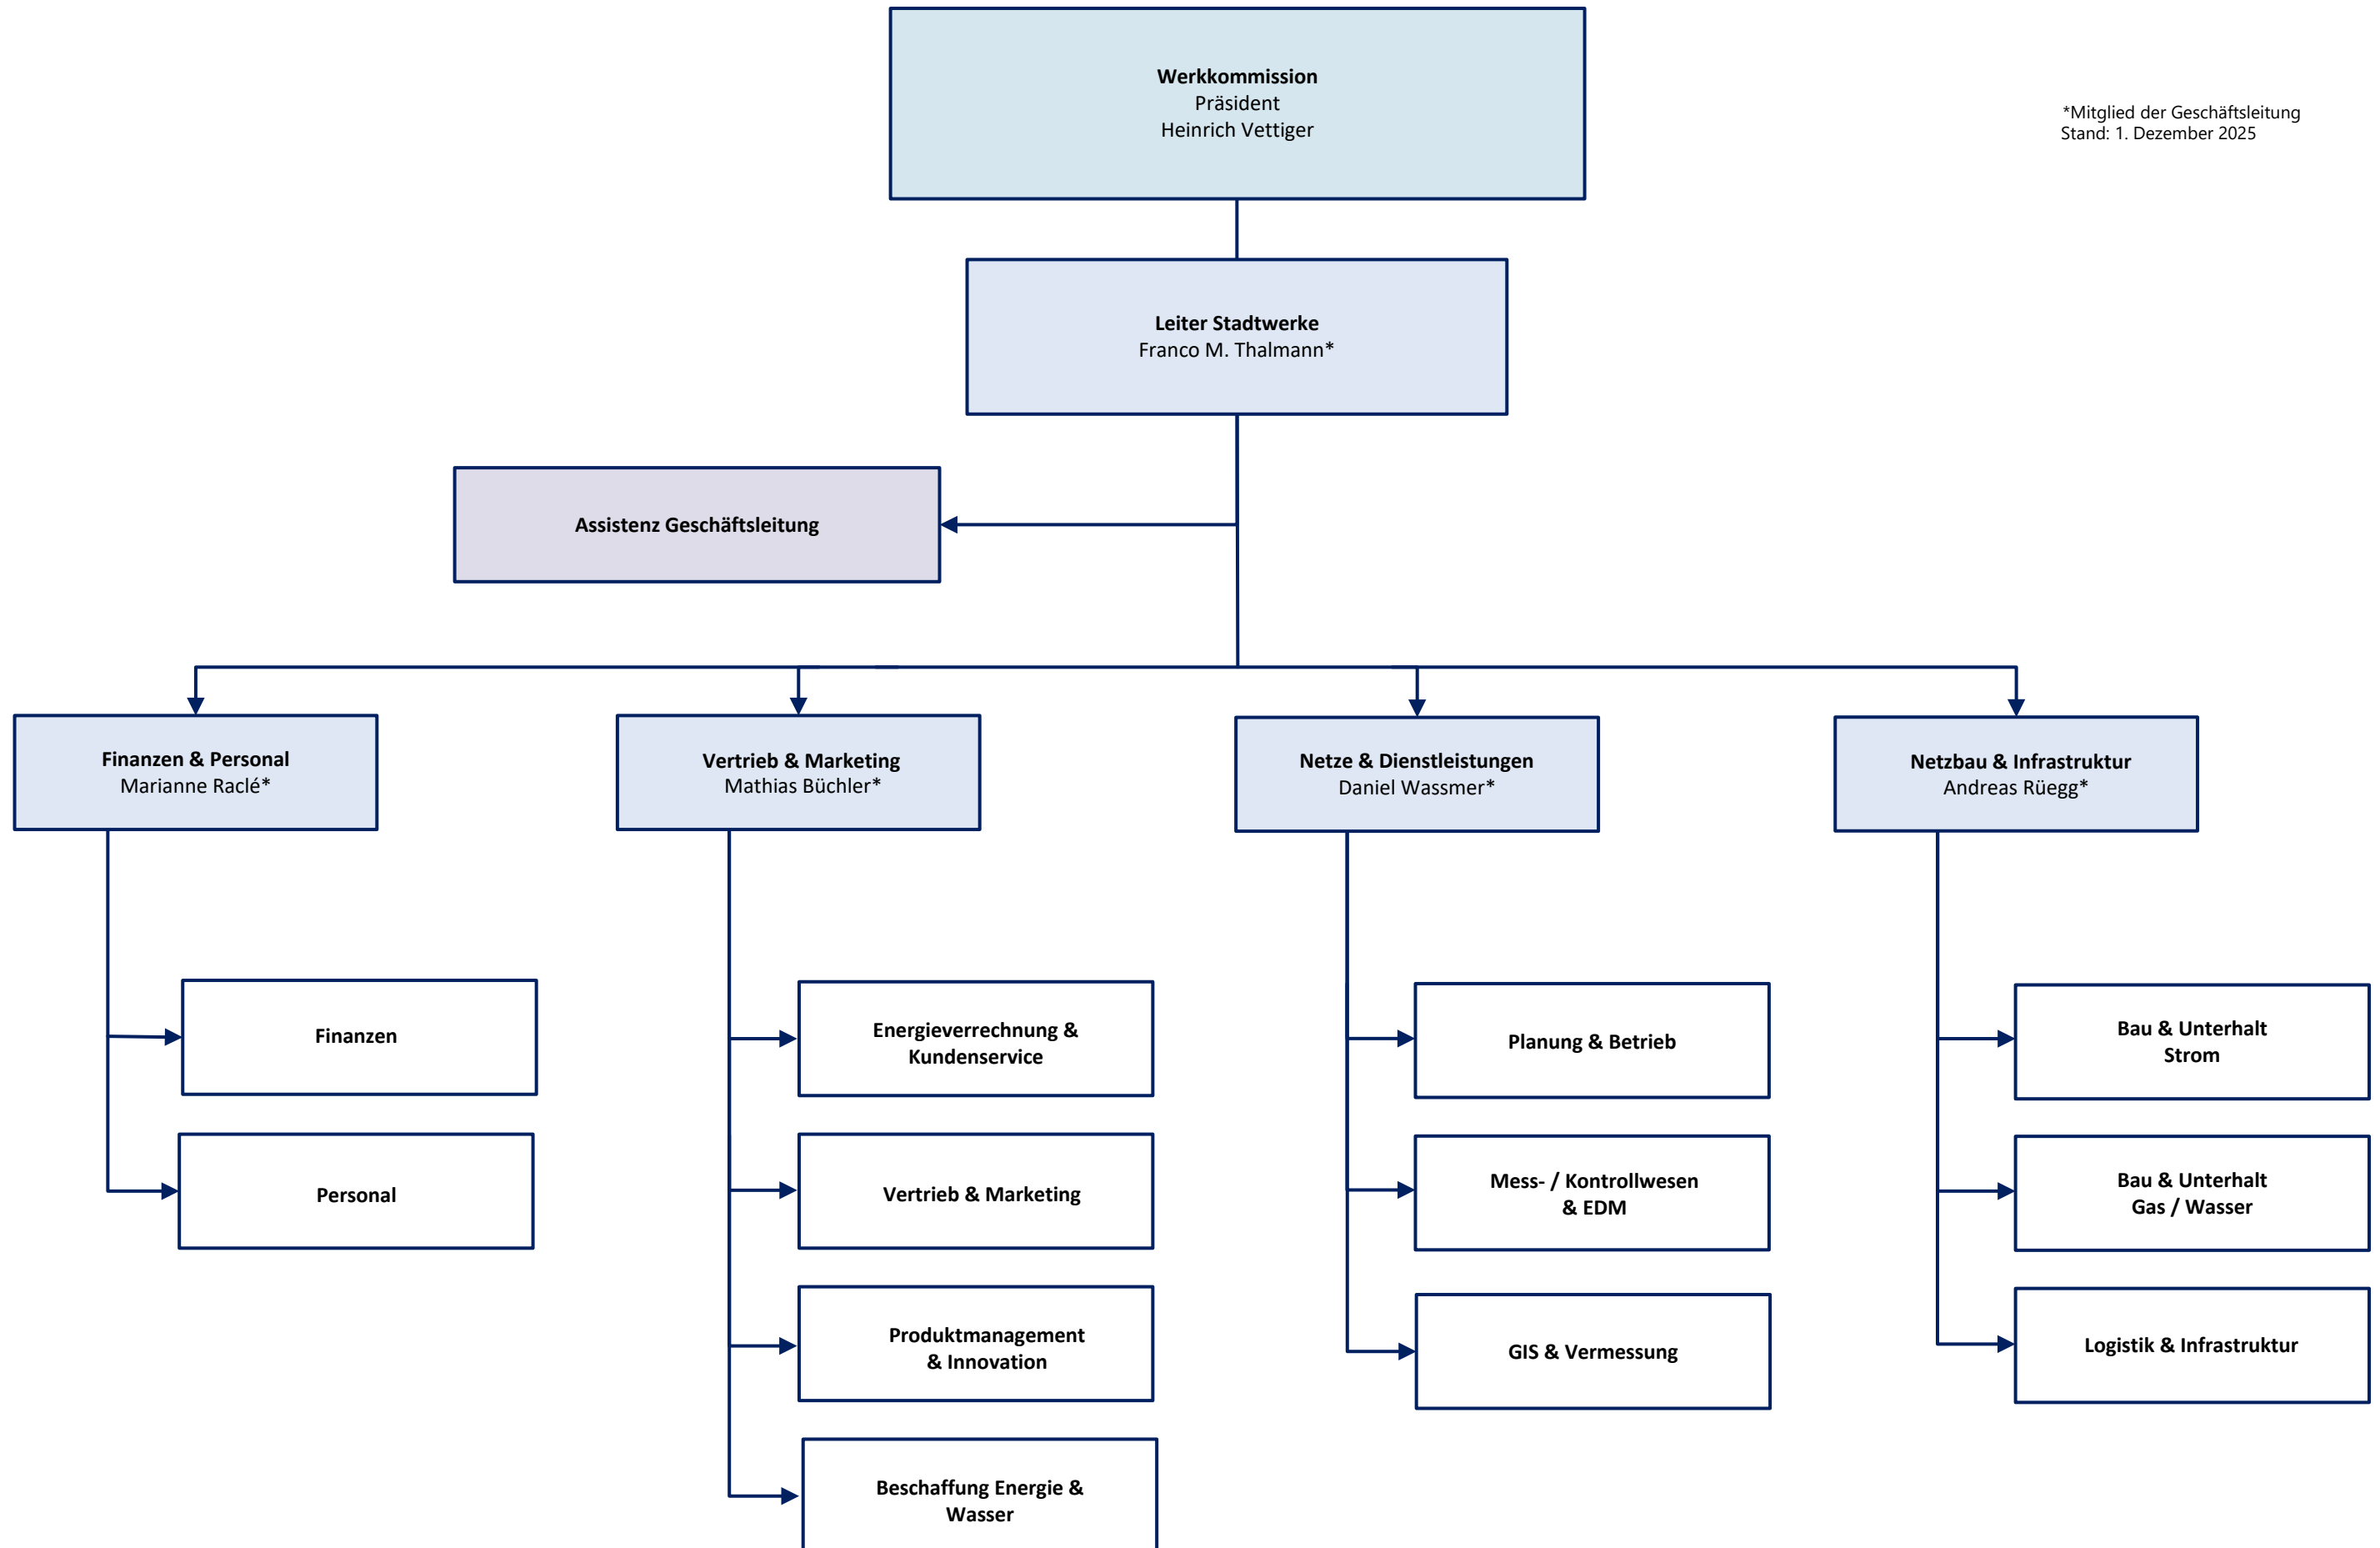 Werkkommission
Präsident
Heinrich Vettiger
*Mitglied der Geschäftsleitung
Stand: 1. Dezember 2025
Leiter Stadtwerke
Franco M. Thalmann*
Assistenz Geschäftsleitung
Finanzen & Personal
Marianne Raclé*
Vertrieb & Marketing
Mathias Büchler*
Netze & Dienstleistungen
Daniel Wassmer*
Netzbau & Infrastruktur
Andreas Rüegg*
Finanzen
Personal
Energieverrechnung &
Kundenservice
Vertrieb & Marketing
Produktmanagement
& Innovation
Beschaffung Energie &
Wasser
Planung & Betrieb
Mess- / Kontrollwesen
& EDM
GIS & Vermessung
Bau & Unterhalt
Strom
Bau & Unterhalt
Gas / Wasser
Logistik & Infrastruktur